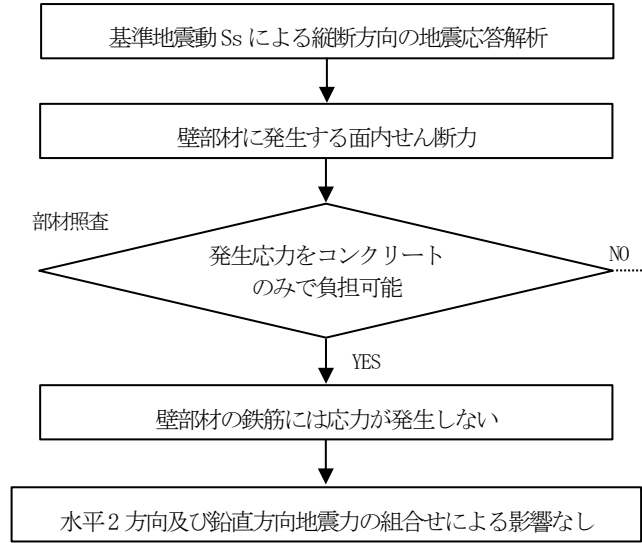 基準地震動 Ss による縦断方向の地震応答解析
壁部材に発生する面内せん断力
部材照査
発生応力をコンクリート
のみで負担可能
NO
YES
壁部材の鉄筋には応力が発生しない
水平2方向及び鉛直方向地震力の組合せによる影響なし